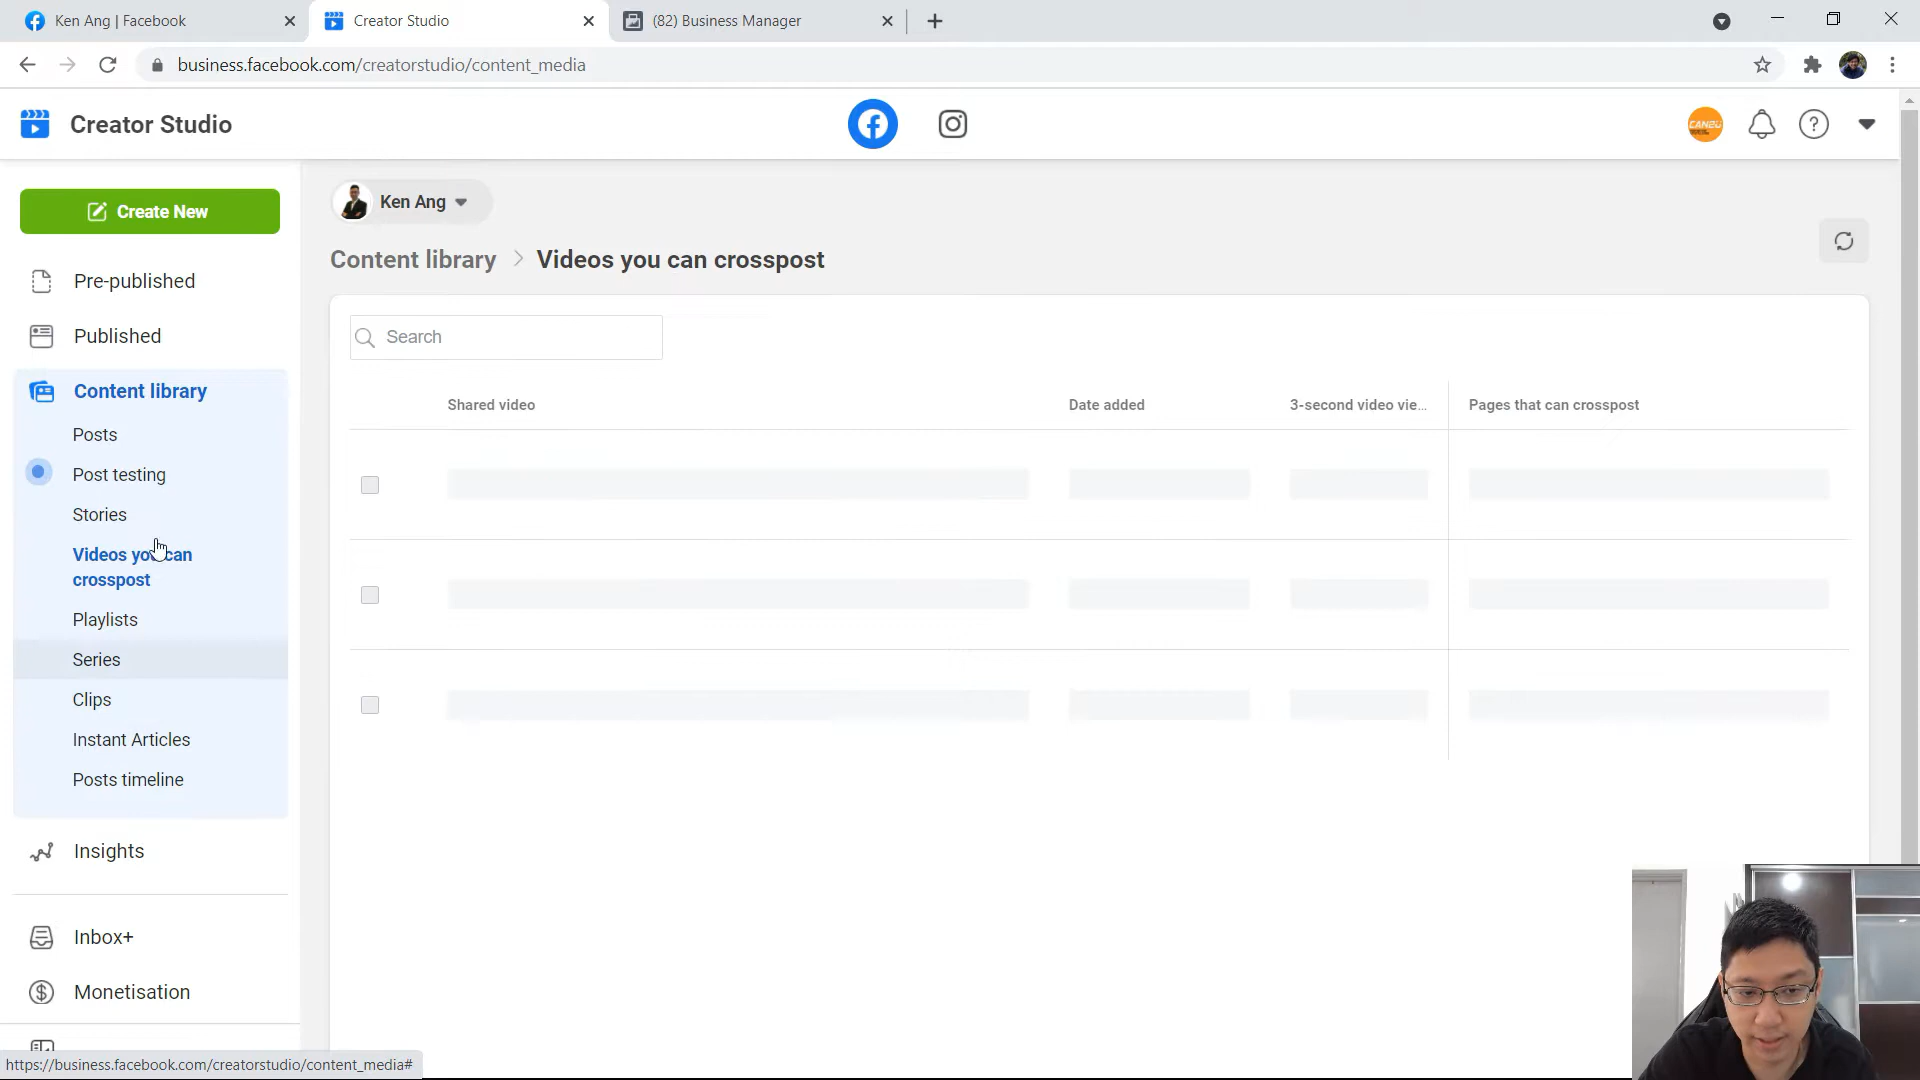 Ken Ang | Facebook
Creator Studio
(82) Business Manager
business.facebook.com/creatorstudio/content_media
Creator Studio
CAN2U
Create New
Ken Ang
Content library > Videos you can crosspost
Pre-published
Published
Content library
Posts
Post testing
Stories
Videos you can
crosspost
Playlists
Series
Clips
Instant Articles
Posts timeline
Insights
Inbox+
Monetisation
Search
Shared video
Date added
3-second video vie...
Pages that can crosspost
https://business.facebook.com/creatorstudio/content_media#